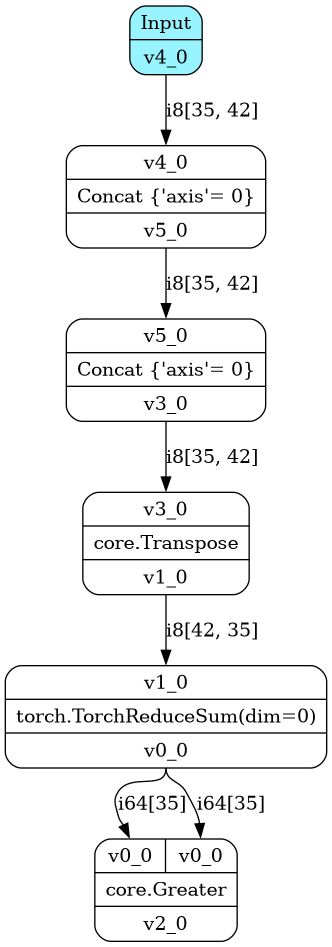 Input
v4_0
i8[35, 42]
v4_0
Concat {'axis'= 0}
v5_0
i8[35, 42]
v5_0
Concat {'axis'= 0}
v3_0
i8[35, 42]
v3_0
core.Transpose
v1_0
i8[42, 35]
v1_0
torch.TorchReduceSum(dim=0)
v0_0
i64[35] i64[35]
v0_0 v0_0
core.Greater
v2_0